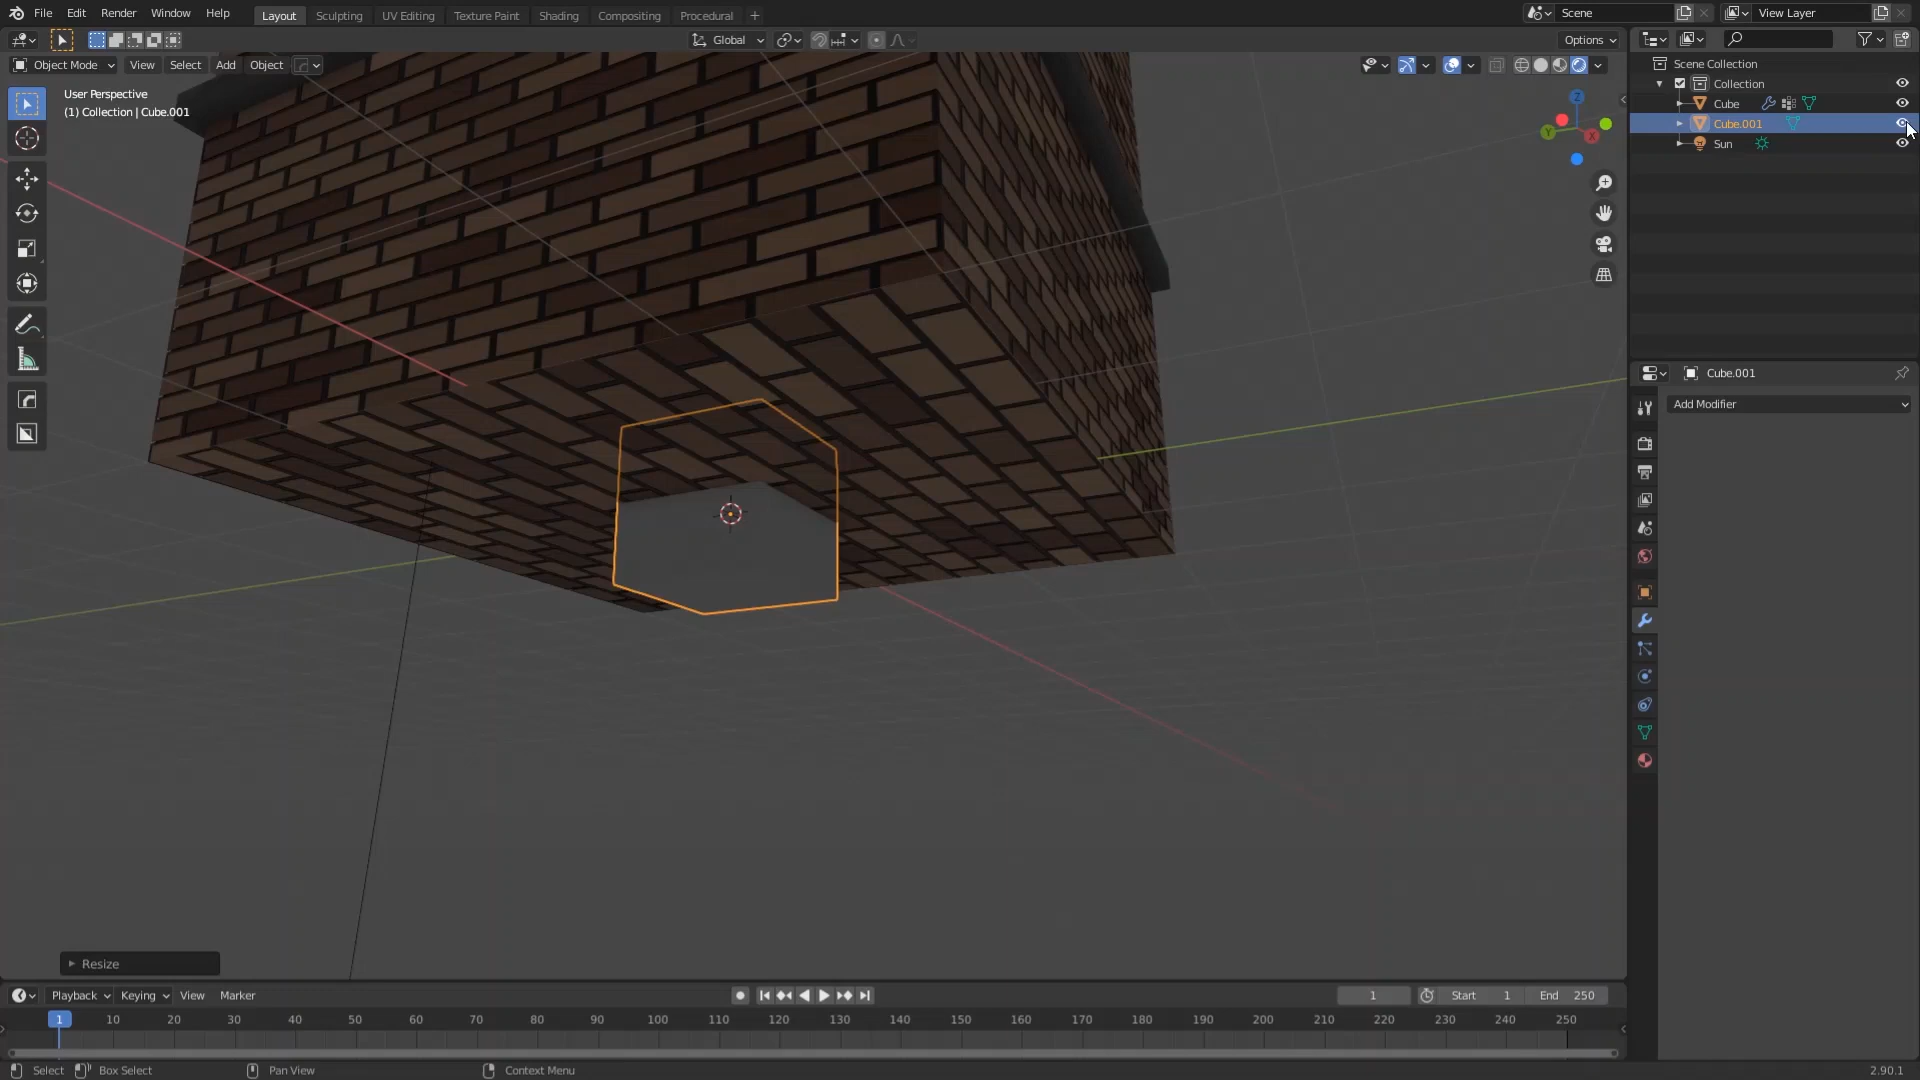 File Edit Render Window Help
Layout Sculpting UV Editing Texture Paint Shading Compositing Procedural +
Scene
View Layer
Global
Options
Object Mode View Select Add Object
User Perspective
(1) Collection | Cube.001
Z
Y
X
Scene Collection
Collection
Cube
Cube.001
Sun
Cube.001
Add Modifier
Resize
Playback Keying View Marker
1
Start 1
End 250
1 10 20 30 40 50 60 70 80 90 100 110 120 130 140 150 160 170 180 190 200 210 220 230 240 250
Select Box Select Pan View Context Menu
2.90.1